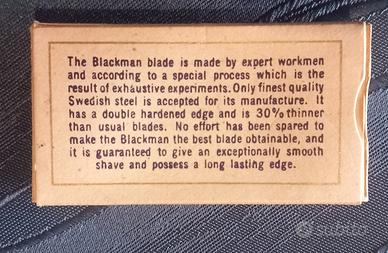 The Blackman blade is made by expert workmen
and according to a special process which is the
result of exhaustive experiments. Only finest quality
Swedish steel is accepted for its manufacture. It
has a double hardened edge and is 30% thinner
than usual blades. No effort has been spared to
make the Blackman the best blade obtainable, and
it is guaranteed to give an exceptionally smooth
shave and possess a long lasting edge.
subito